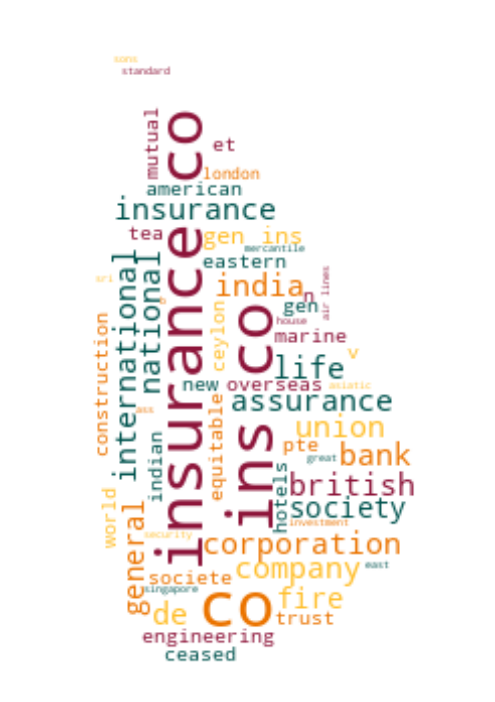 sons
standard
mutual
insurance co
et
london
american
insurance
tea
gen ins
mercantile
eastern
international
national
sri
india
n
air lines
gen
house
marine
construction
ceylon
ins co
v
life
new
overseas
asiatic
assurance
equitable
ass
union
indian
pte
great
bank
hotels
british
world
general
society
investment
security
corporation
company
east
societe
singapore
co
fire
de
trust
engineering
ceased